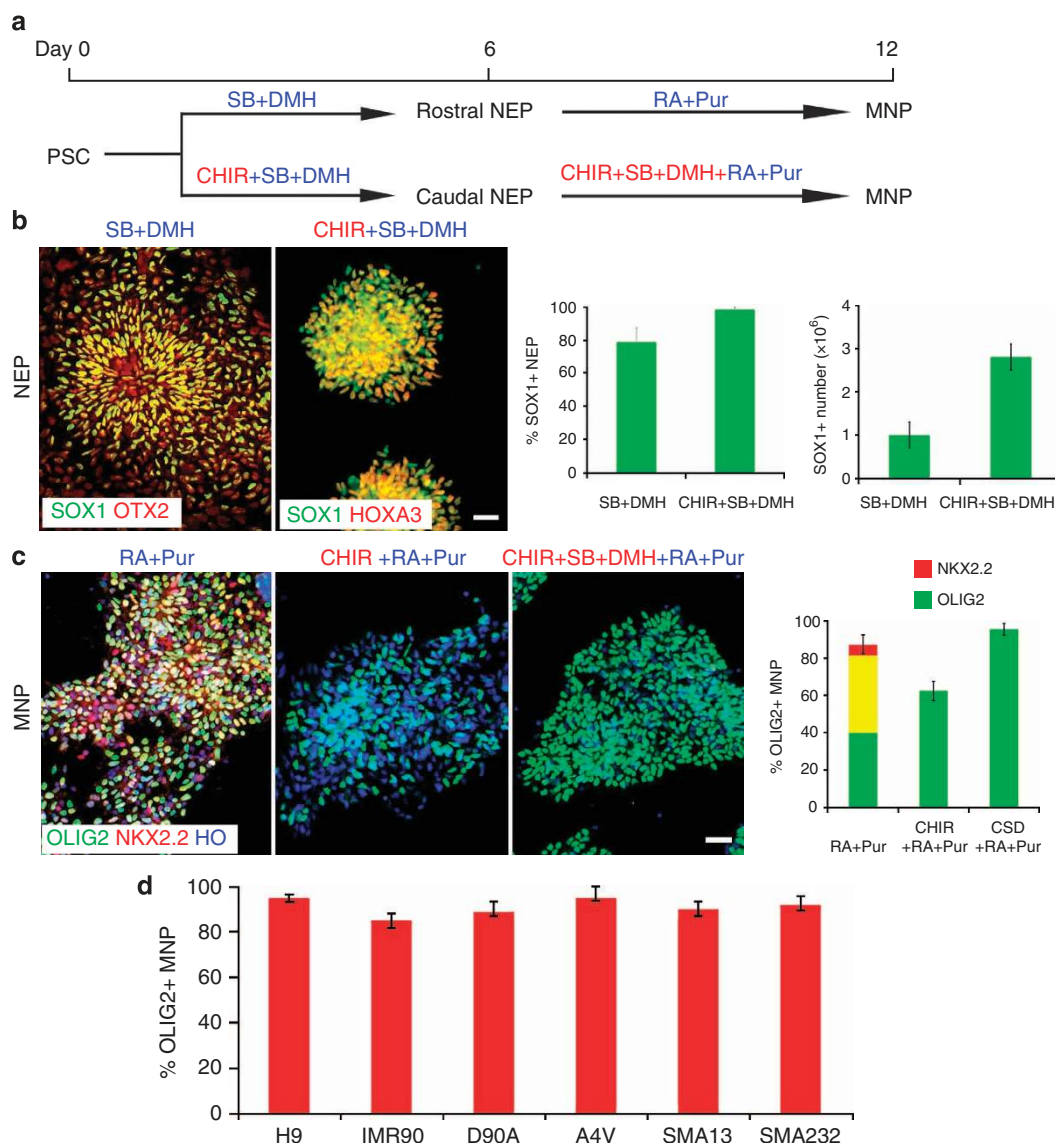 a
Day 0 6 12
SB+DMH RA+Pur
Rostral NEP MNP
PSC
CHIR+SB+DMH CHIR+SB+DMH+RA+Pur
Caudal NEP MNP
b
SB+DMH CHIR+SB+DMH
NEP
SOX1 OTX2
SOX1 HOXA3
% SOX1+ NEP
100
80
60
40
20
0
SB+DMH CHIR+SB+DMH
SOX1+ number (×10⁶)
4
3
1
0
SB+DMH CHIR+SB+DMH
c
RA+Pur CHIR +RA+Pur CHIR+SB+DMH+RA+Pur
MNP
OLIG2 NKX2.2 HO
NKX2.2
OLIG2
% OLIG2+ MNP
100
80
60
40
20
0
RA+Pur
CHIR
+RA+Pur
CSD
+RA+Pur
d
% OLIG2+ MNP
100
80
60
40
20
0
H9 IMR90 D90A A4V SMA13 SMA232